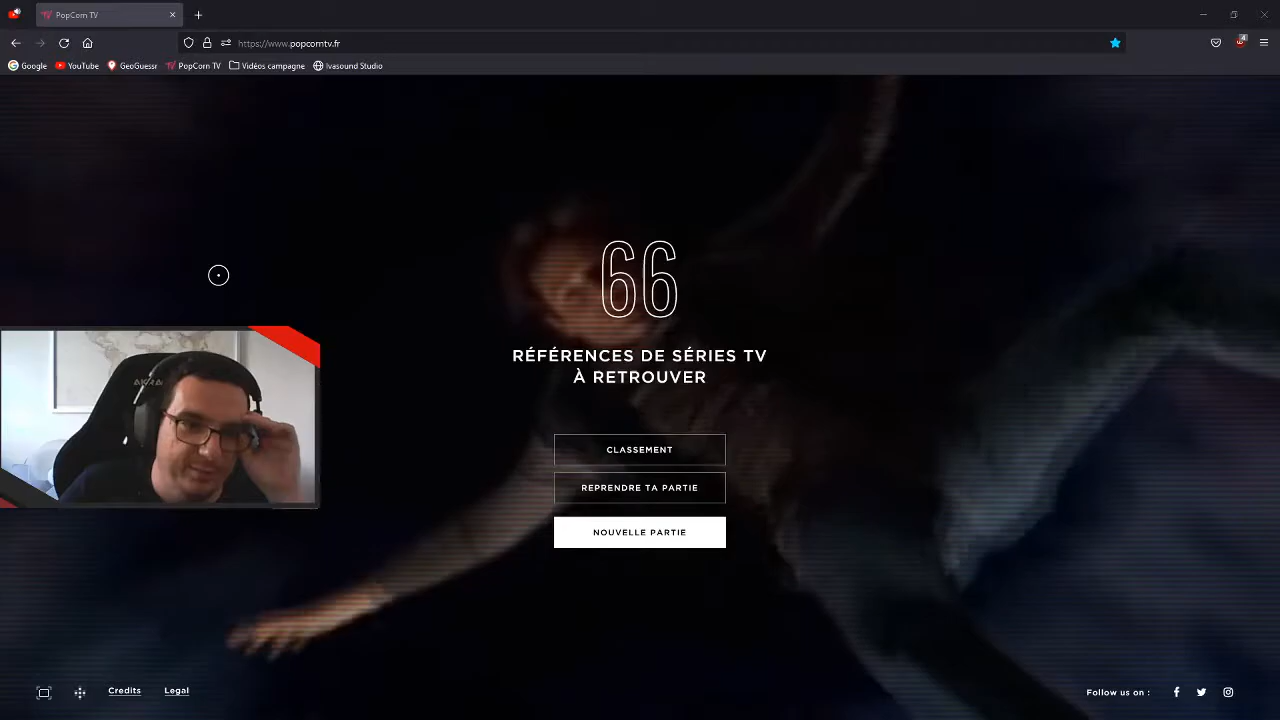 PopCorn TV
https://www.popcorntv.fr
Google YouTube GeoGuessr PopCorn TV Vidéos campagne Ivasound Studio
66
RÉFÉRENCES DE SÉRIES TV
À RETROUVER
CLASSEMENT
REPRENDRE TA PARTIE
NOUVELLE PARTIE
Credits Legal
Follow us on :